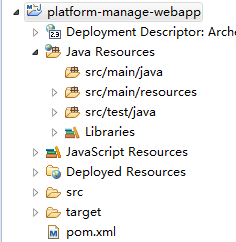 platform-manage-webapp
Deployment Descriptor: Arche
Java Resources
src/main/java
src/main/resources
src/test/java
Libraries
JavaScript Resources
Deployed Resources
src
target
pom.xml